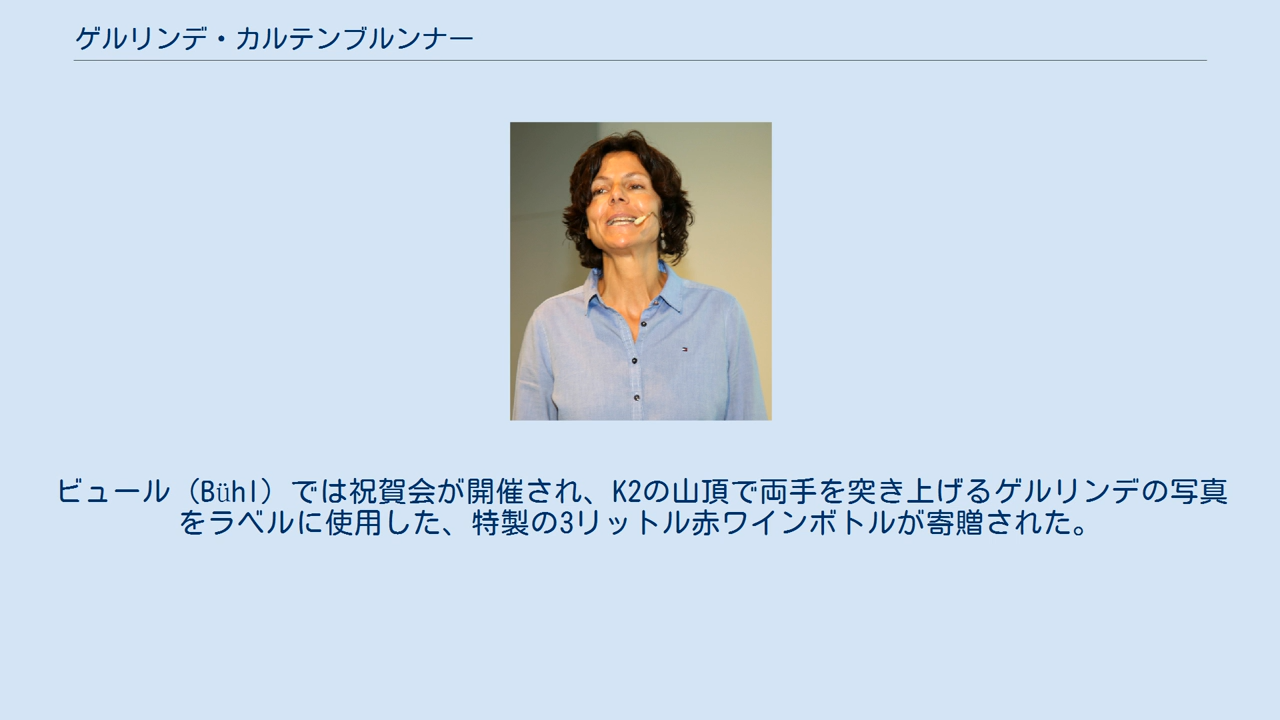 ゲルリンデ・カルテンブルンナー
ビュール（Bühl）では祝賀会が開催され、K2の山頂で両手を突き上げるゲルリンデの写真
をラベルに使用した、特製の3リットル赤ワインボトルが寄贈された。